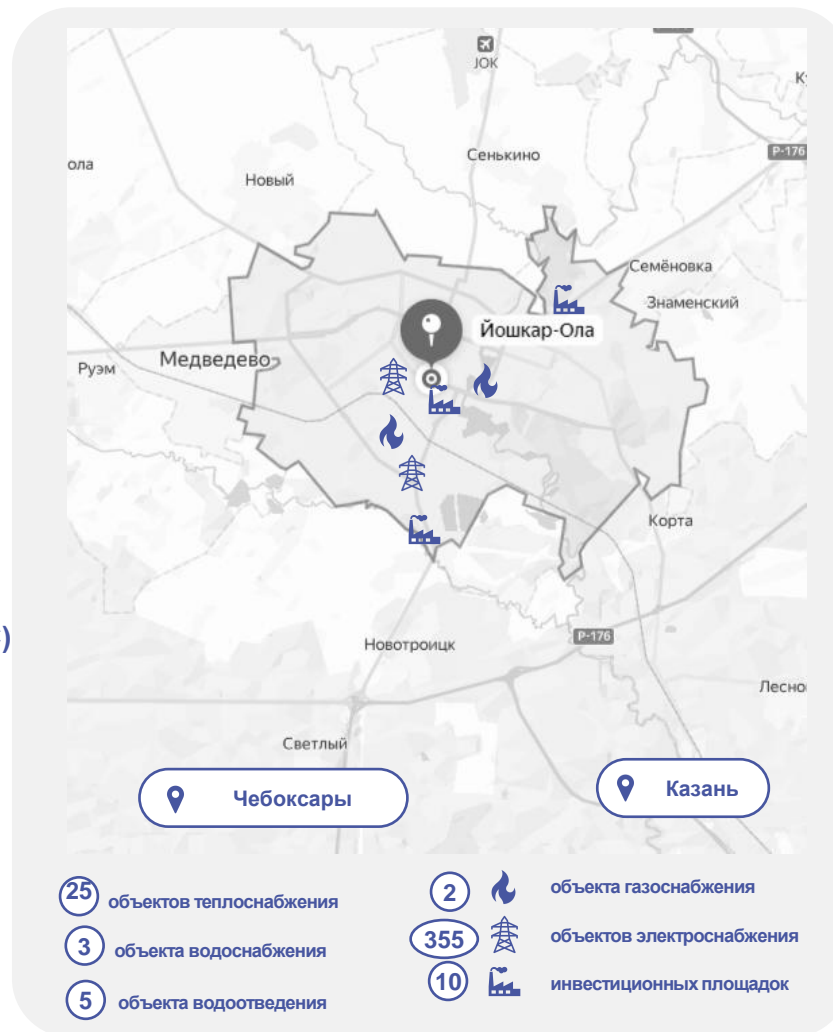 JOK
К
Сенькино
Р-176
ола
Новый
Семёновка
Знаменский
Йошкар-Ола
Медведево
Руэм
Корта
)
Р-176
Новотроицк
Лесно
Светлый
Чебоксары
Казань
25 объектов теплоснабжения
3 объекта водоснабжения
5 объекта водоотведения
2 объекта газоснабжения
355 объектов электроснабжения
10 инвестиционных площадок